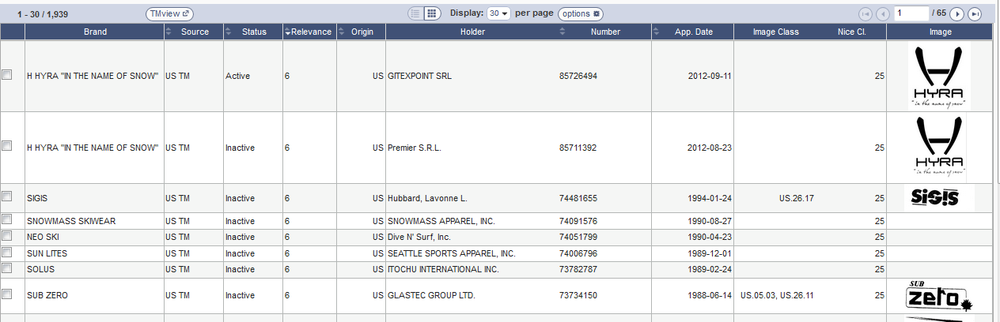 1 - 30 / 1,939 TMview Display: 30 per page options 1 / 65
Brand Source Status Relevance Origin Holder Number App. Date Image Class Nice Cl. Image
H HYRA "IN THE NAME OF SNOW" US TM Active 6 US GITEXPOINT SRL 85726494 2012-09-11 25
HYRA
"in the name of snow"
H HYRA "IN THE NAME OF SNOW" US TM Inactive 6 US Premier S.R.L. 85711392 2012-08-23 25
HYRA
"in the name of snow"
SIGIS US TM Inactive 6 US Hubbard, Lavonne L. 74481655 1994-01-24 US.26.17 25 SIGIS
SNOWMASS SKIWEAR US TM Inactive 6 US SNOWMASS APPAREL, INC. 74091576 1990-08-27 25
NEO SKI US TM Inactive 6 US Dive N' Surf, Inc. 74051799 1990-04-23 25
SUN LITES US TM Inactive 6 US SEATTLE SPORTS APPAREL, INC. 74006796 1989-12-01 25
SOLUS US TM Inactive 6 US ITOCHU INTERNATIONAL INC. 73782787 1989-02-24 25
SUB ZERO US TM Inactive 6 US GLASTEC GROUP LTD. 73734150 1988-06-14 US.05.03, US.26.11 25
SUB
zero